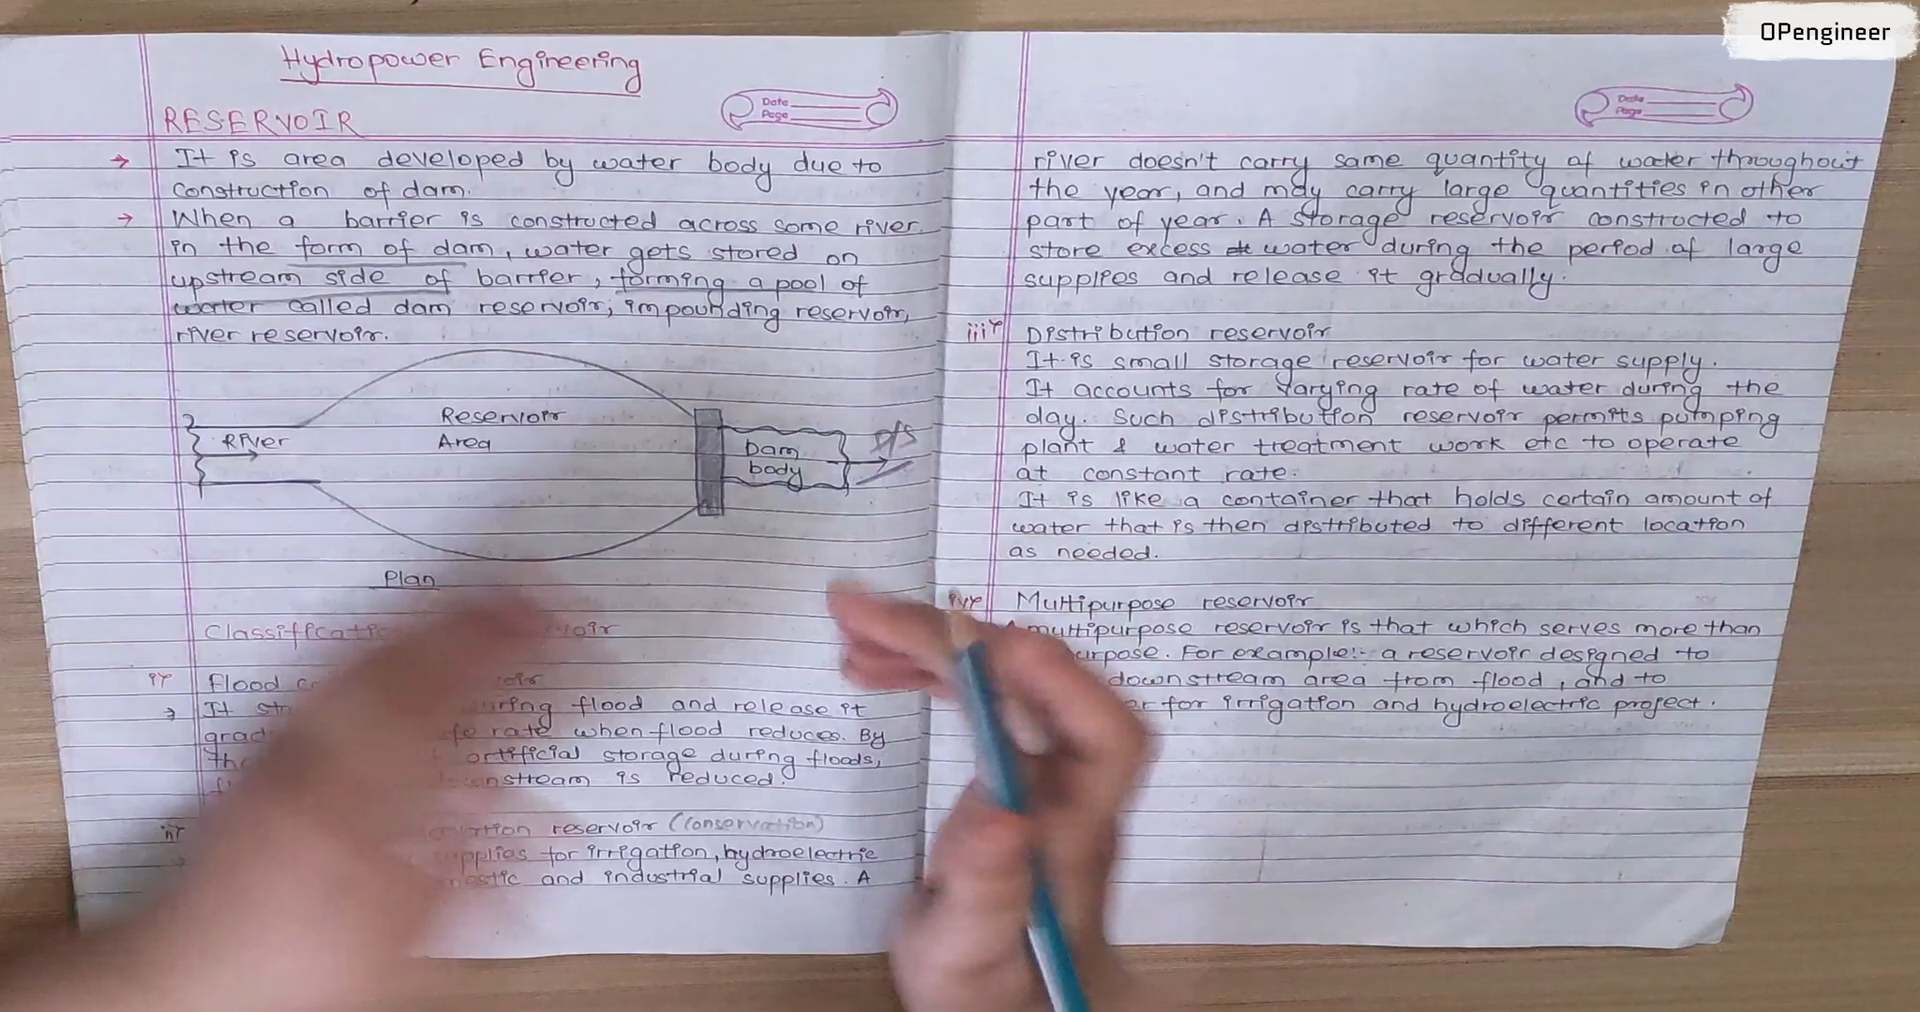 OPengineer
Hydropower Engineering
Date
Page
RESERVOIR
→ It is area developed by water body due to
construction of dam.
→ When a barrier is constructed across some river
in the form of dam, water gets stored on
upstream side of barrier, forming a pool of
water called dam reservoir, impounding reservoir,
river reservoir.
River
Reservoir
Area
Dam
body
d/s
Plan
i) Flood
→ It during flood and release it
rate when flood reduces. By
artificial storage during floods,
is reduced.
ii) reservoir (conservation)
for irrigation, hydroelectric
and industrial supplies. A
Date
Page
river doesn't carry same quantity of water throughout
the year, and may carry large quantities in other
part of year. A storage reservoir constructed to
store excess water during the period of large
supplies and release it gradually.
iii) Distribution reservoir
It is small storage reservoir for water supply.
It accounts for varying rate of water during the
day. Such distribution reservoir permits pumping
plant & water treatment work etc to operate
at constant rate.
It is like a container that holds certain amount of
water that is then distributed to different location
as needed.
iv) Multipurpose reservoir
multipurpose reservoir is that which serves more than
purpose. For example:- a reservoir designed to
downstream area from flood, and to
for irrigation and hydroelectric project.